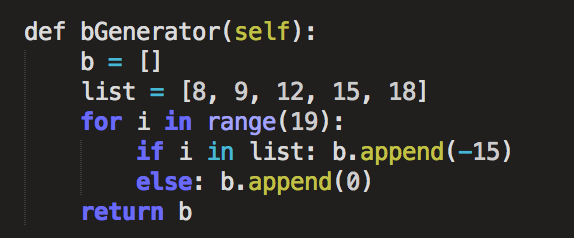 def bGenerator(self):
    b = []
    list = [8, 9, 12, 15, 18]
    for i in range(19):
        if i in list: b.append(-15)
        else: b.append(0)
    return b